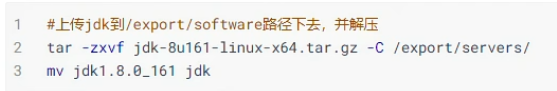 1 #上传jdk到/export/software路径下去，并解压
2 tar -zxvf jdk-8u161-linux-x64.tar.gz -C /export/servers/
3 mv jdk1.8.0_161 jdk